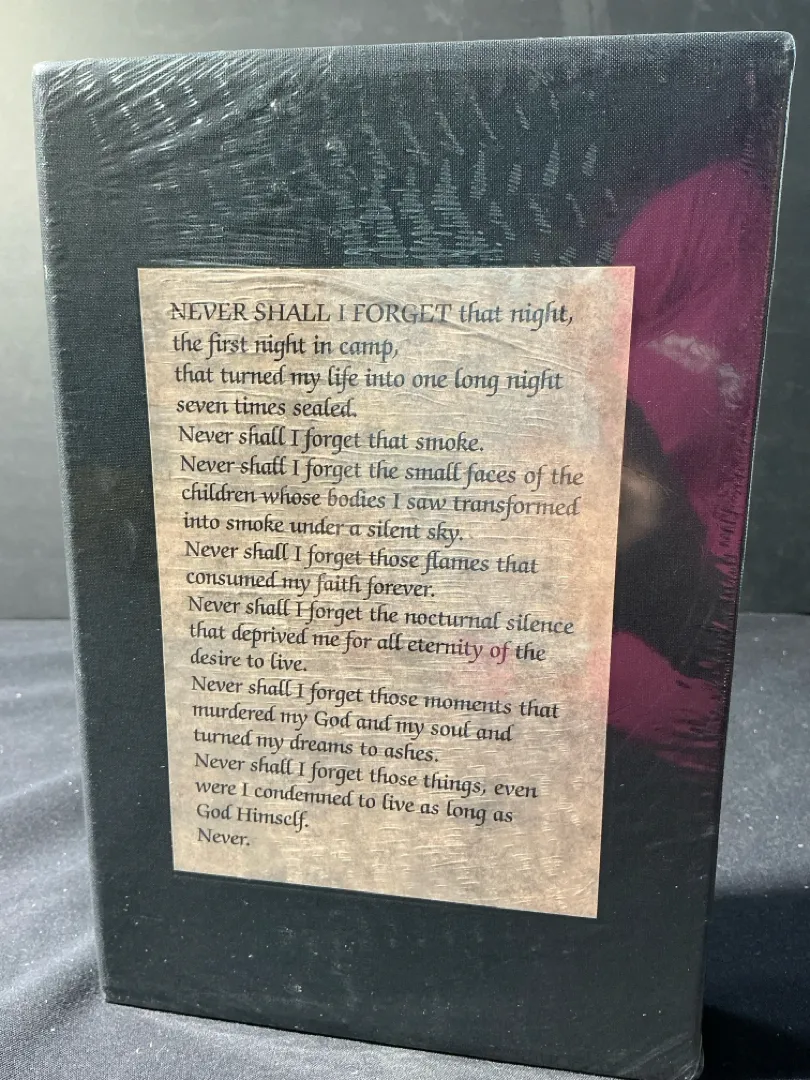 NEVER SHALL I FORGET that night,
the first night in camp,
that turned my life into one long night
seven times sealed.
Never shall I forget that smoke.
Never shall I forget the small faces of the
children whose bodies I saw transformed
into smoke under a silent sky.
Never shall I forget those flames that
consumed my faith forever.
Never shall I forget the nocturnal silence
that deprived me for all eternity of the
desire to live.
Never shall I forget those moments that
murdered my God and my soul and
turned my dreams to ashes.
Never shall I forget those things, even
were I condemned to live as long as
God Himself.
Never.